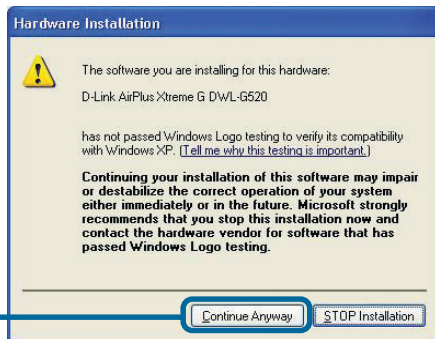 Hardware Installation
The software you are installing for this hardware:
D-Link AirPlus Xtreme G DWL-G520
has not passed Windows Logo testing to verify its compatibility
with Windows XP. (Tell me why this testing is important.)
Continuing your installation of this software may impair
or destabilize the correct operation of your system
either immediately or in the future. Microsoft strongly
recommends that you stop this installation now and
contact the hardware vendor for software that has
passed Windows Logo testing.
Continue Anyway STOP Installation